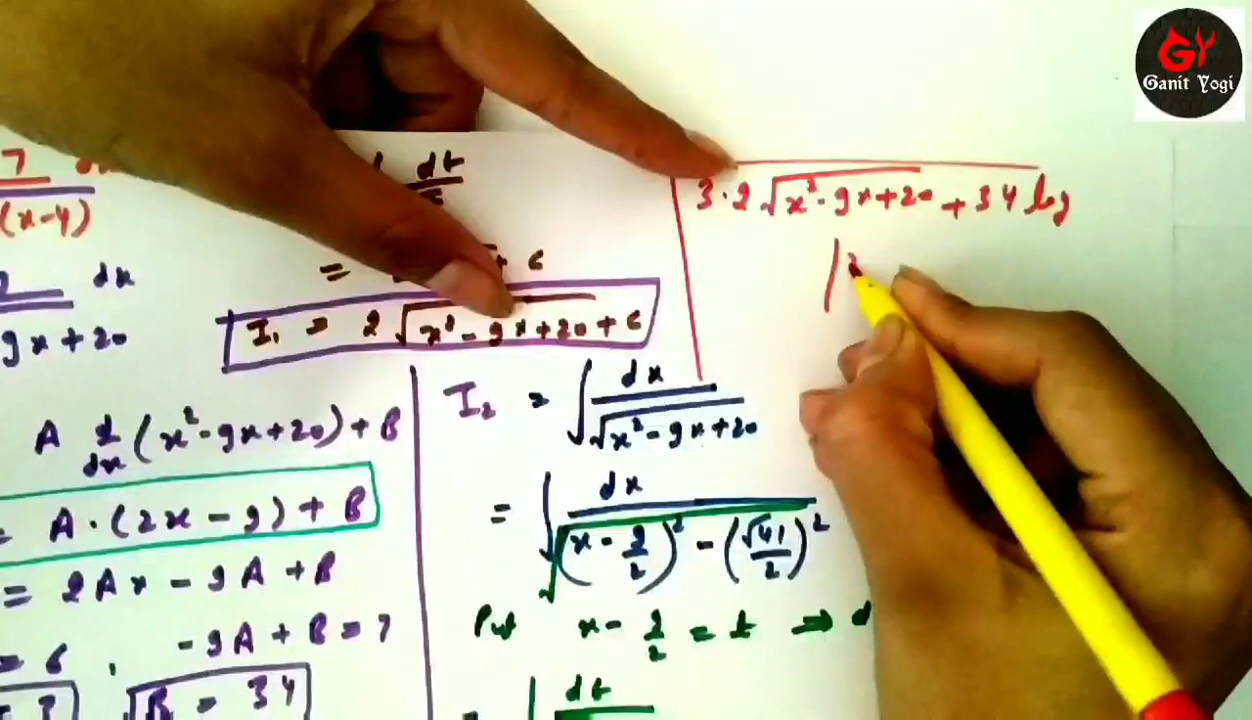 GY
Ganit Yogi
7
(x-4)
dx
9x+20
dt
= + c
I₁ = 2√(x²-9x+20) + c
3·2√(x²-9x+20) + 34 log
|
A d/dx (x²-9x+20) + B
= A·(2x-9) + B
= 2Ax - 9A + B
= 6, -9A + B = 7
B = 34
I₂ = ∫ dx/√(x²-9x+20)
= ∫ dx/√((x-9/2)² - (√41/2)²)
Put x-9/2 = t ⇒ d
= ∫ dt